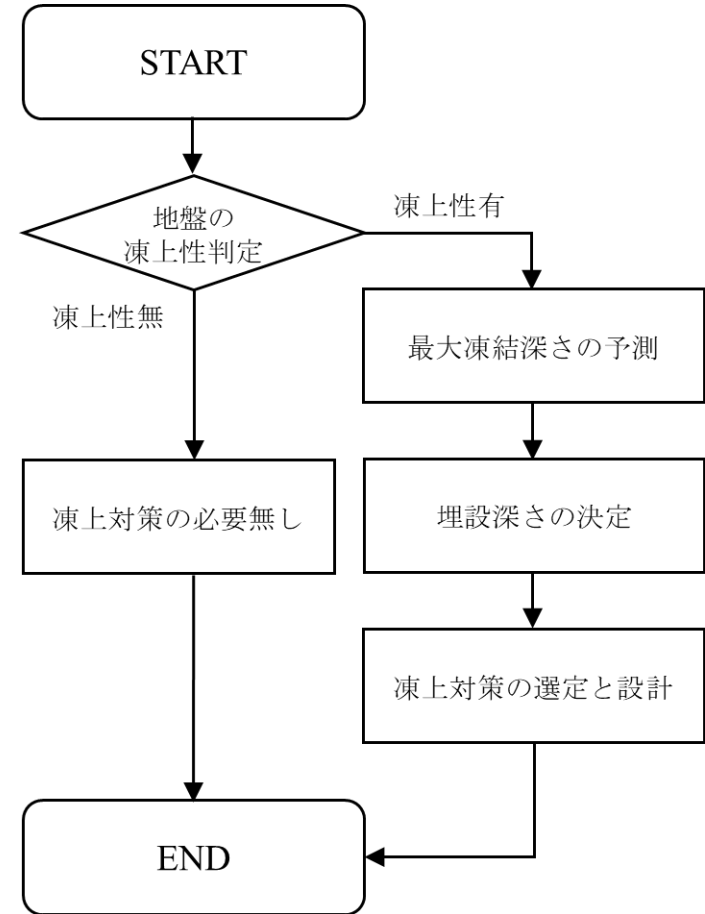 START
地盤の
凍上性判定
凍上性有
凍上性無
最大凍結深さの予測
凍上対策の必要無し
埋設深さの決定
凍上対策の選定と設計
END